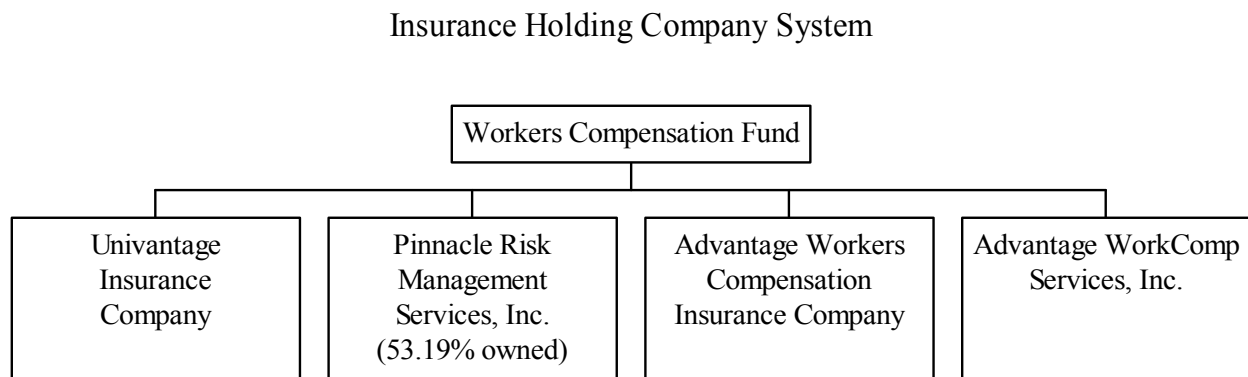 Insurance Holding Company System
Workers Compensation Fund
Univantage
Insurance
Company
Pinnacle Risk
Management
Services, Inc.
(53.19% owned)
Advantage Workers
Compensation
Insurance Company
Advantage WorkComp
Services, Inc.